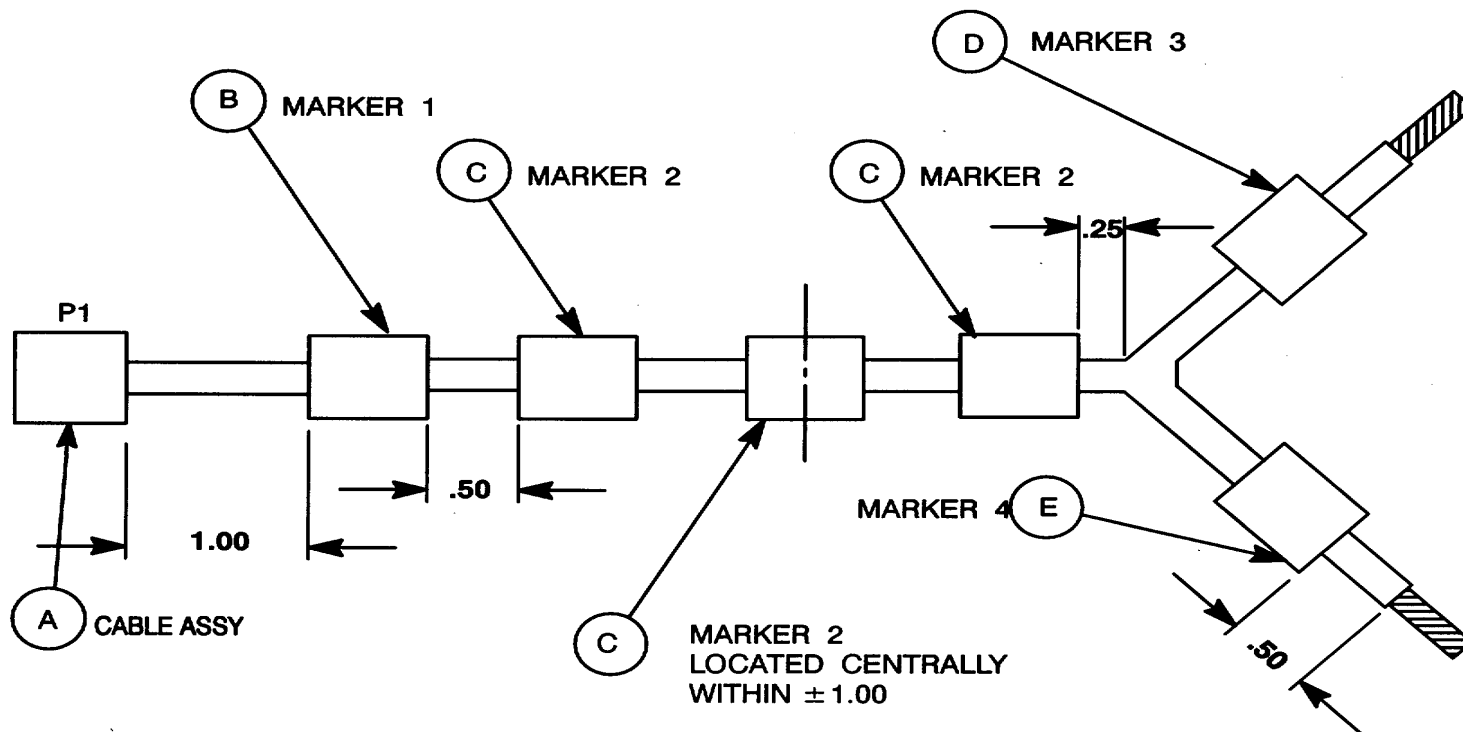 D MARKER 3
B MARKER 1
C MARKER 2
C MARKER 2
.25
P1
.50
MARKER 4 E
1.00
A CABLE ASSY
C MARKER 2
LOCATED CENTRALLY
WITHIN ±1.00
.50